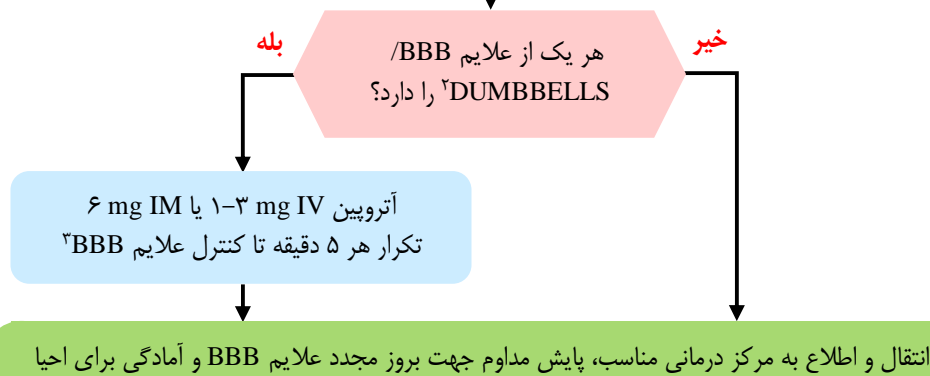 خیر
بله
هر یک از علایم BBB/
DUMBBELLS۲ را دارد؟
آتروپین ۱–۳ mg IV یا ۶ mg IM
تکرار هر ۵ دقیقه تا کنترل علایم BBB۳
انتقال و اطلاع به مرکز درمانی مناسب، پایش مداوم جهت بروز مجدد علایم BBB و آمادگی برای احیا